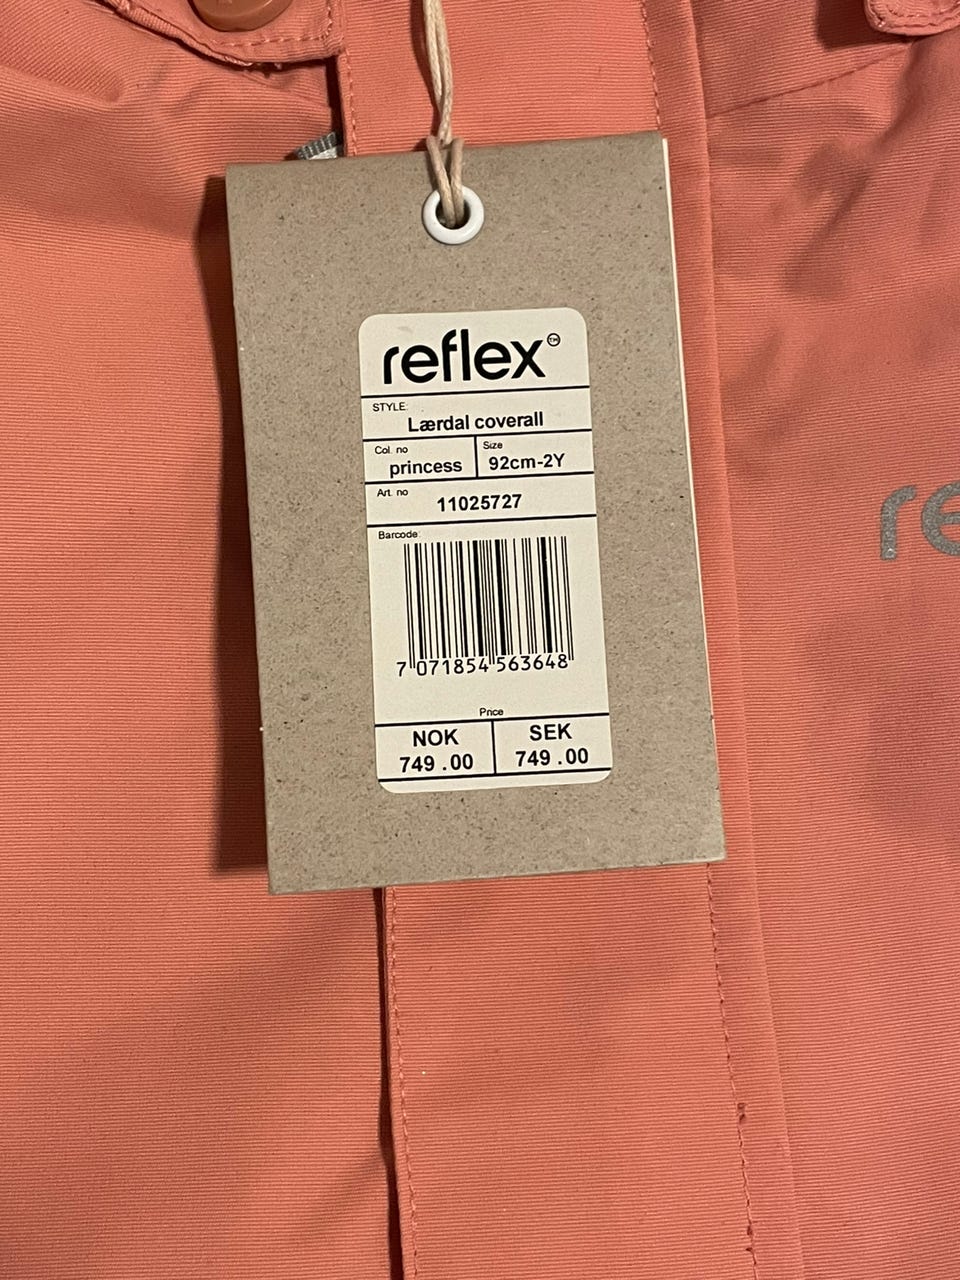 reflex™
STYLE:
Lærdal coverall
Col. no
princess
Size
92cm-2Y
Art. no
11025727
Barcode:
7 071854 563648
Price
NOK
749 .00
SEK
749 .00
re